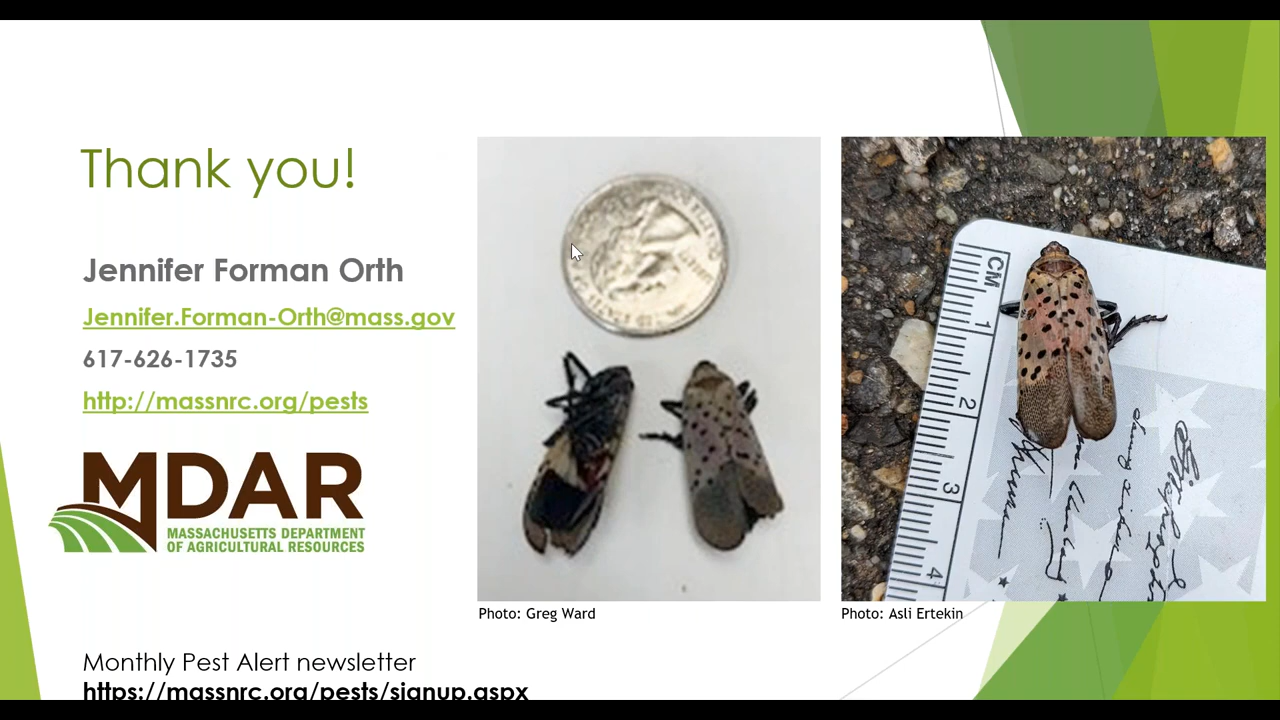 Thank you!
Jennifer Forman Orth
Jennifer.Forman-Orth@mass.gov
617-626-1735
http://massnrc.org/pests
MDAR
MASSACHUSETTS DEPARTMENT
OF AGRICULTURAL RESOURCES
Monthly Pest Alert newsletter
https://massnrc.org/pests/signup.aspx
Photo: Greg Ward
CM
1
2
3
4
Photo: Asli Ertekin